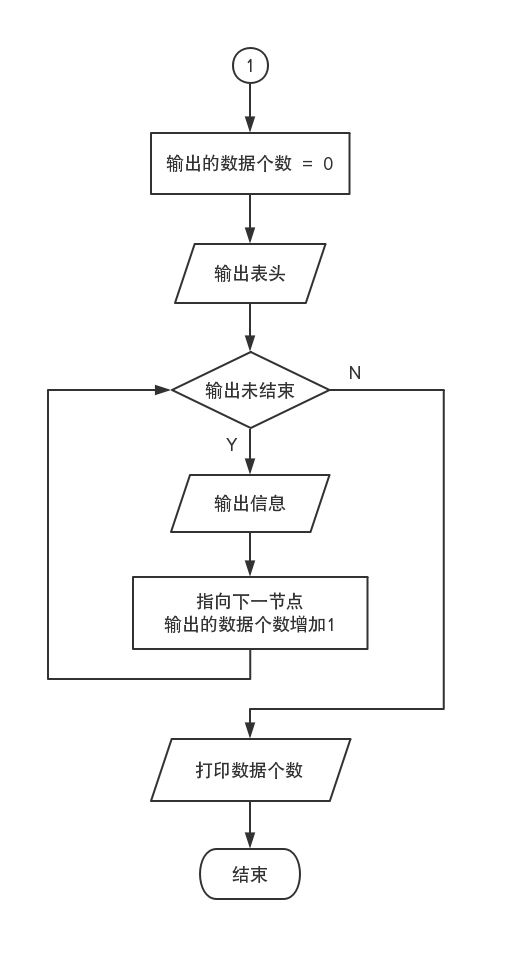 1
输出的数据个数 = 0
输出表头
输出未结束
N
Y
输出信息
指向下一节点
输出的数据个数增加1
打印数据个数
结束